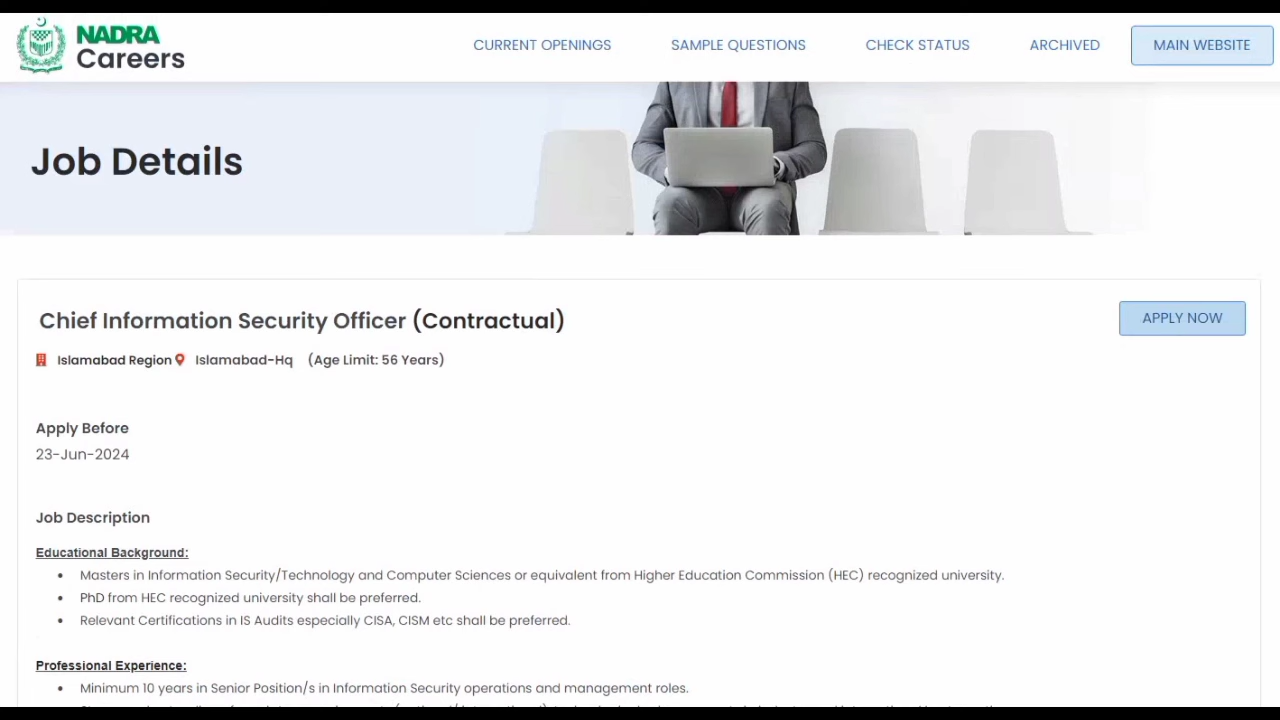 NADRA
Careers
CURRENT OPENINGS
SAMPLE QUESTIONS
CHECK STATUS
ARCHIVED
MAIN WEBSITE
Job Details
Chief Information Security Officer (Contractual)
APPLY NOW
Islamabad Region Islamabad-Hq (Age Limit: 56 Years)
Apply Before
23-Jun-2024
Job Description
Educational Background:
• Masters in Information Security/Technology and Computer Sciences or equivalent from Higher Education Commission (HEC) recognized university.
• PhD from HEC recognized university shall be preferred.
• Relevant Certifications in IS Audits especially CISA, CISM etc shall be preferred.
Professional Experience:
• Minimum 10 years in Senior Position/s in Information Security operations and management roles.